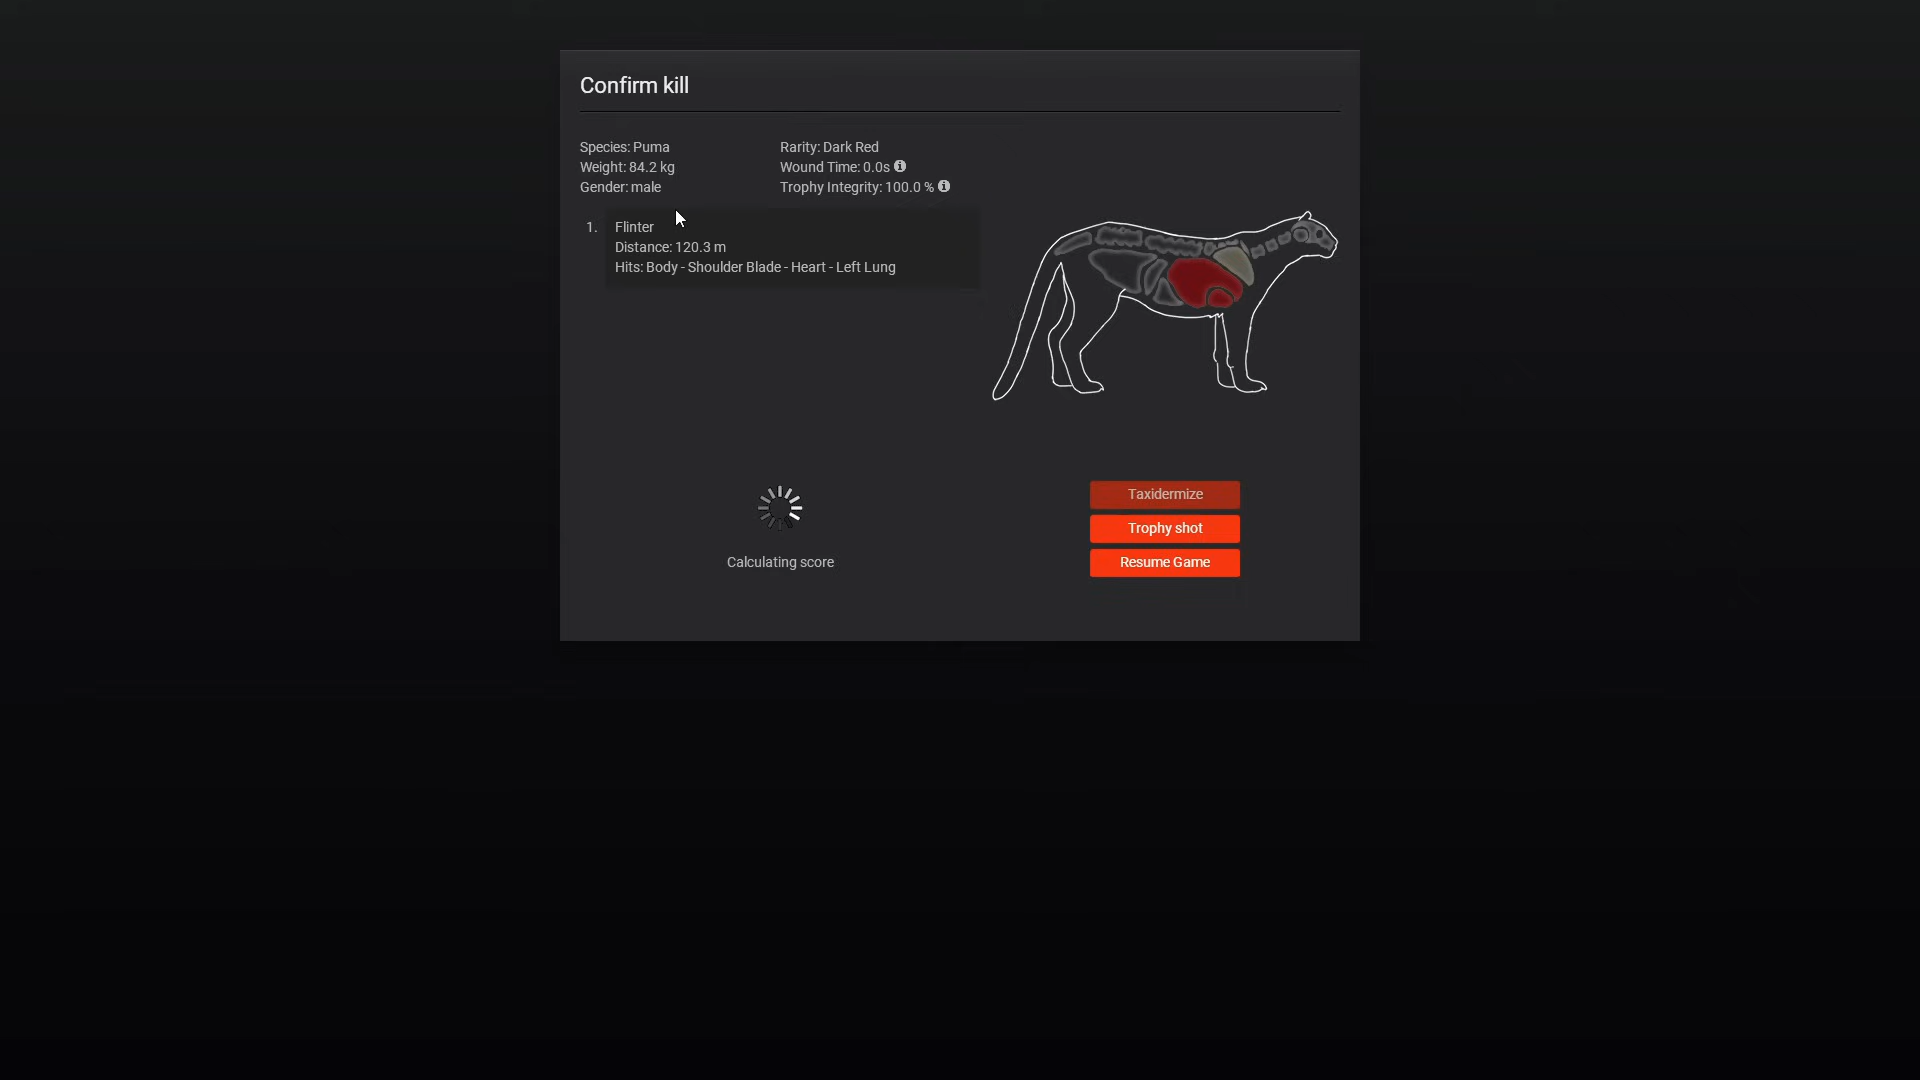 Confirm kill
Species: Puma
Weight: 84.2 kg
Gender: male
Rarity: Dark Red
Wound Time: 0.0s
Trophy Integrity: 100.0 %
1.
Flinter
Distance: 120.3 m
Hits: Body - Shoulder Blade - Heart - Left Lung
Calculating score
Taxidermize
Trophy shot
Resume Game